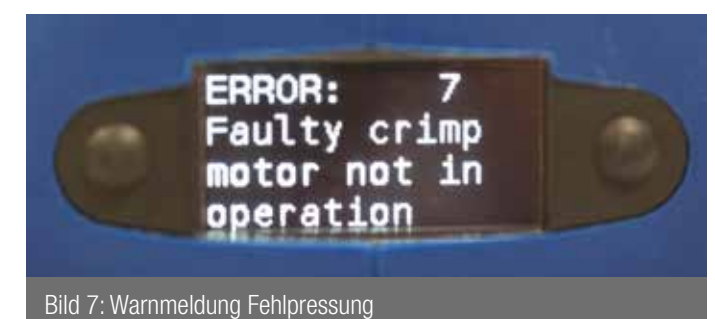 ERROR: 7
Faulty crimp
motor not in
operation
Bild 7: Warnmeldung Fehlpressung